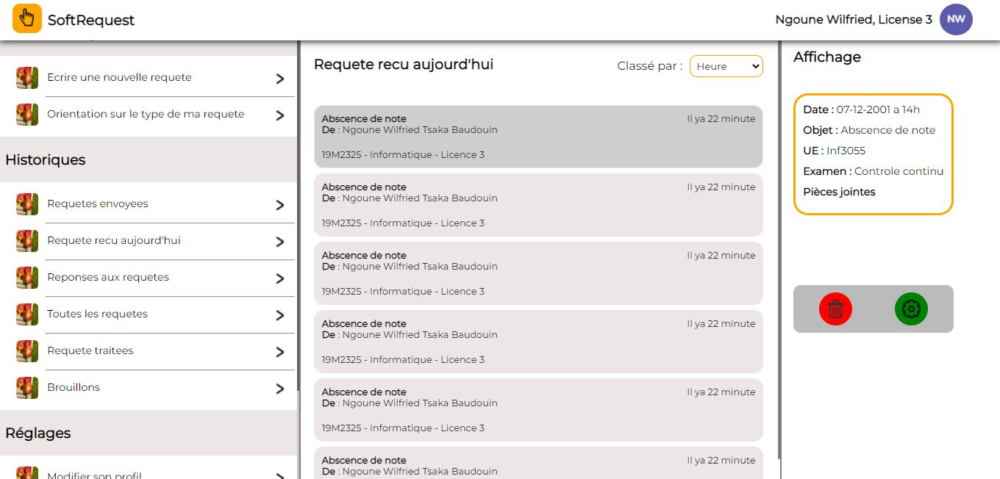 SoftRequest
Ngoune Wilfried, License 3
NW
Ecrire une nouvelle requete
Orientation sur le type de ma requete
Historiques
Requetes envoyees
Requete recu aujourd'hui
Reponses aux requetes
Toutes les requetes
Requete traitees
Brouillons
Réglages
Modifier son profil
Requete recu aujourd'hui
Classé par :
Heure
Abscence de note
Il ya 22 minute
De : Ngoune Wilfried Tsaka Baudouin
19M2325 - Informatique - Licence 3
Abscence de note
Il ya 22 minute
De : Ngoune Wilfried Tsaka Baudouin
19M2325 - Informatique - Licence 3
Abscence de note
Il ya 22 minute
De : Ngoune Wilfried Tsaka Baudouin
19M2325 - Informatique - Licence 3
Abscence de note
Il ya 22 minute
De : Ngoune Wilfried Tsaka Baudouin
19M2325 - Informatique - Licence 3
Abscence de note
Il ya 22 minute
De : Ngoune Wilfried Tsaka Baudouin
19M2325 - Informatique - Licence 3
Abscence de note
Il ya 22 minute
De : Ngoune Wilfried Tsaka Baudouin
Affichage
Date : 07-12-2001 a 14h
Objet : Abscence de note
UE : Inf3055
Examen : Controle continu
Pièces jointes